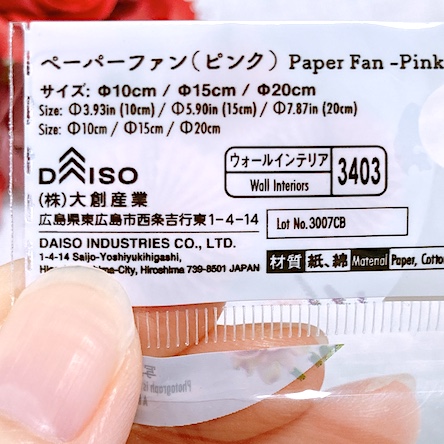 ペーパーファン(ピンク) Paper Fan -Pink
サイズ: Φ10cm / Φ15cm / Φ20cm
Size: Φ3.93in (10cm) / Φ5.90in (15cm) / Φ7.87in (20cm)
Size: Φ10cm / Φ15cm / Φ20cm
DAISO
ウォールインテリア
Wall Interiors
3403
(株)大創産業
広島県東広島市西条吉行東1-4-14
Lot No.3007CB
DAISO INDUSTRIES CO., LTD.
1-4-14 Saijo-Yoshiyukihigashi,
Higashihiroshima-City, Hiroshima 739-8501 JAPAN
材質 紙、綿 Material Paper, Cotto
Photograph is